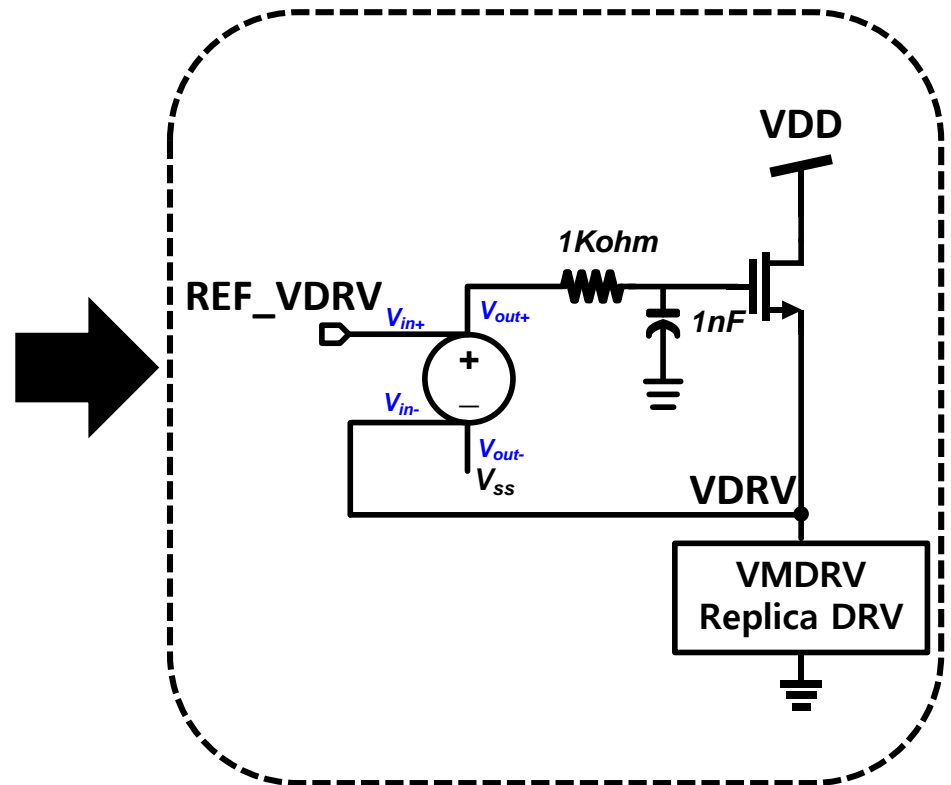 VDD
1Kohm
REF_VDRV
Vin+
Vout+
1nF
+
Vin-
–
Vout-
Vss
VDRV
VMDRV
Replica DRV